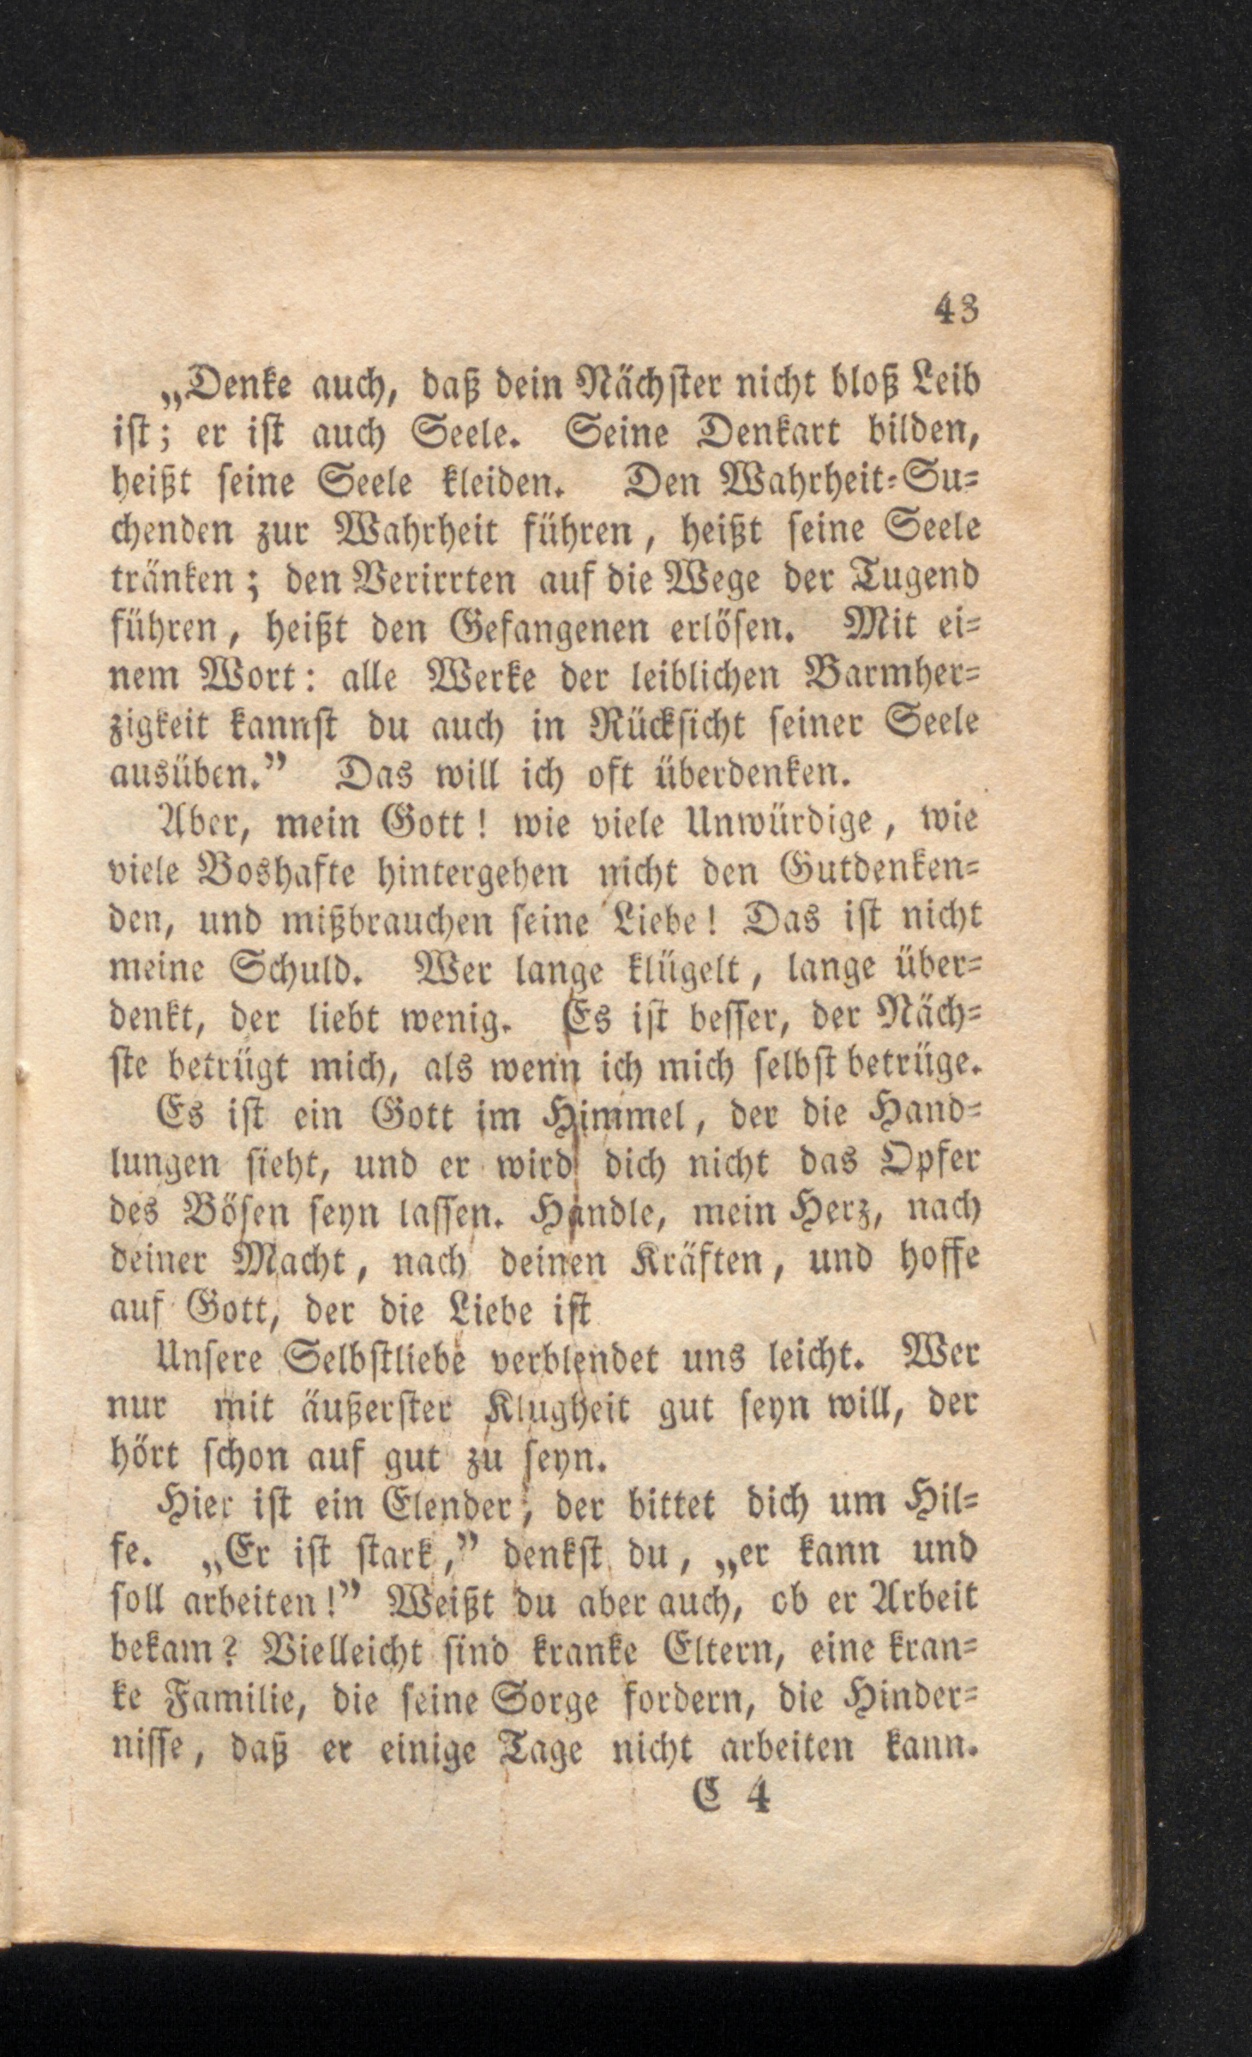 43
„Denke auch, daß dein Nächster nicht bloß Leib
ist; er ist auch Seele. Seine Denkart bilden,
heißt seine Seele kleiden. Den Wahrheit-Su-
chenden zur Wahrheit führen, heißt seine Seele
tränken; den Verirrten auf die Wege der Tugend
führen, heißt den Gefangenen erlösen. Mit ei-
nem Wort: alle Werke der leiblichen Barmher-
zigkeit kannst du auch in Rücksicht seiner Seele
ausüben.” Das will ich oft überdenken.
Aber, mein Gott! wie viele Unwürdige, wie
viele Boshafte hintergehen nicht den Gutdenken-
den, und mißbrauchen seine Liebe! Das ist nicht
meine Schuld. Wer lange klügelt, lange über-
denkt, der liebt wenig. Es ist besser, der Näch-
ste betrügt mich, als wenn ich mich selbst betrüge.
Es ist ein Gott im Himmel, der die Hand-
lungen sieht, und er wird dich nicht das Opfer
des Bösen seyn lassen. Handle, mein Herz, nach
deiner Macht, nach deinen Kräften, und hoffe
auf Gott, der die Liebe ist
Unsere Selbstliebe verblendet uns leicht. Wer
nur mit äußerster Klugheit gut seyn will, der
hört schon auf gut zu seyn.
Hier ist ein Elender, der bittet dich um Hil-
fe. „Er ist stark,” denkst du, „er kann und
soll arbeiten!” Weißt du aber auch, ob er Arbeit
bekam? Vielleicht sind kranke Eltern, eine kran-
ke Familie, die seine Sorge fordern, die Hinder-
nisse, daß er einige Tage nicht arbeiten kann.
C 4